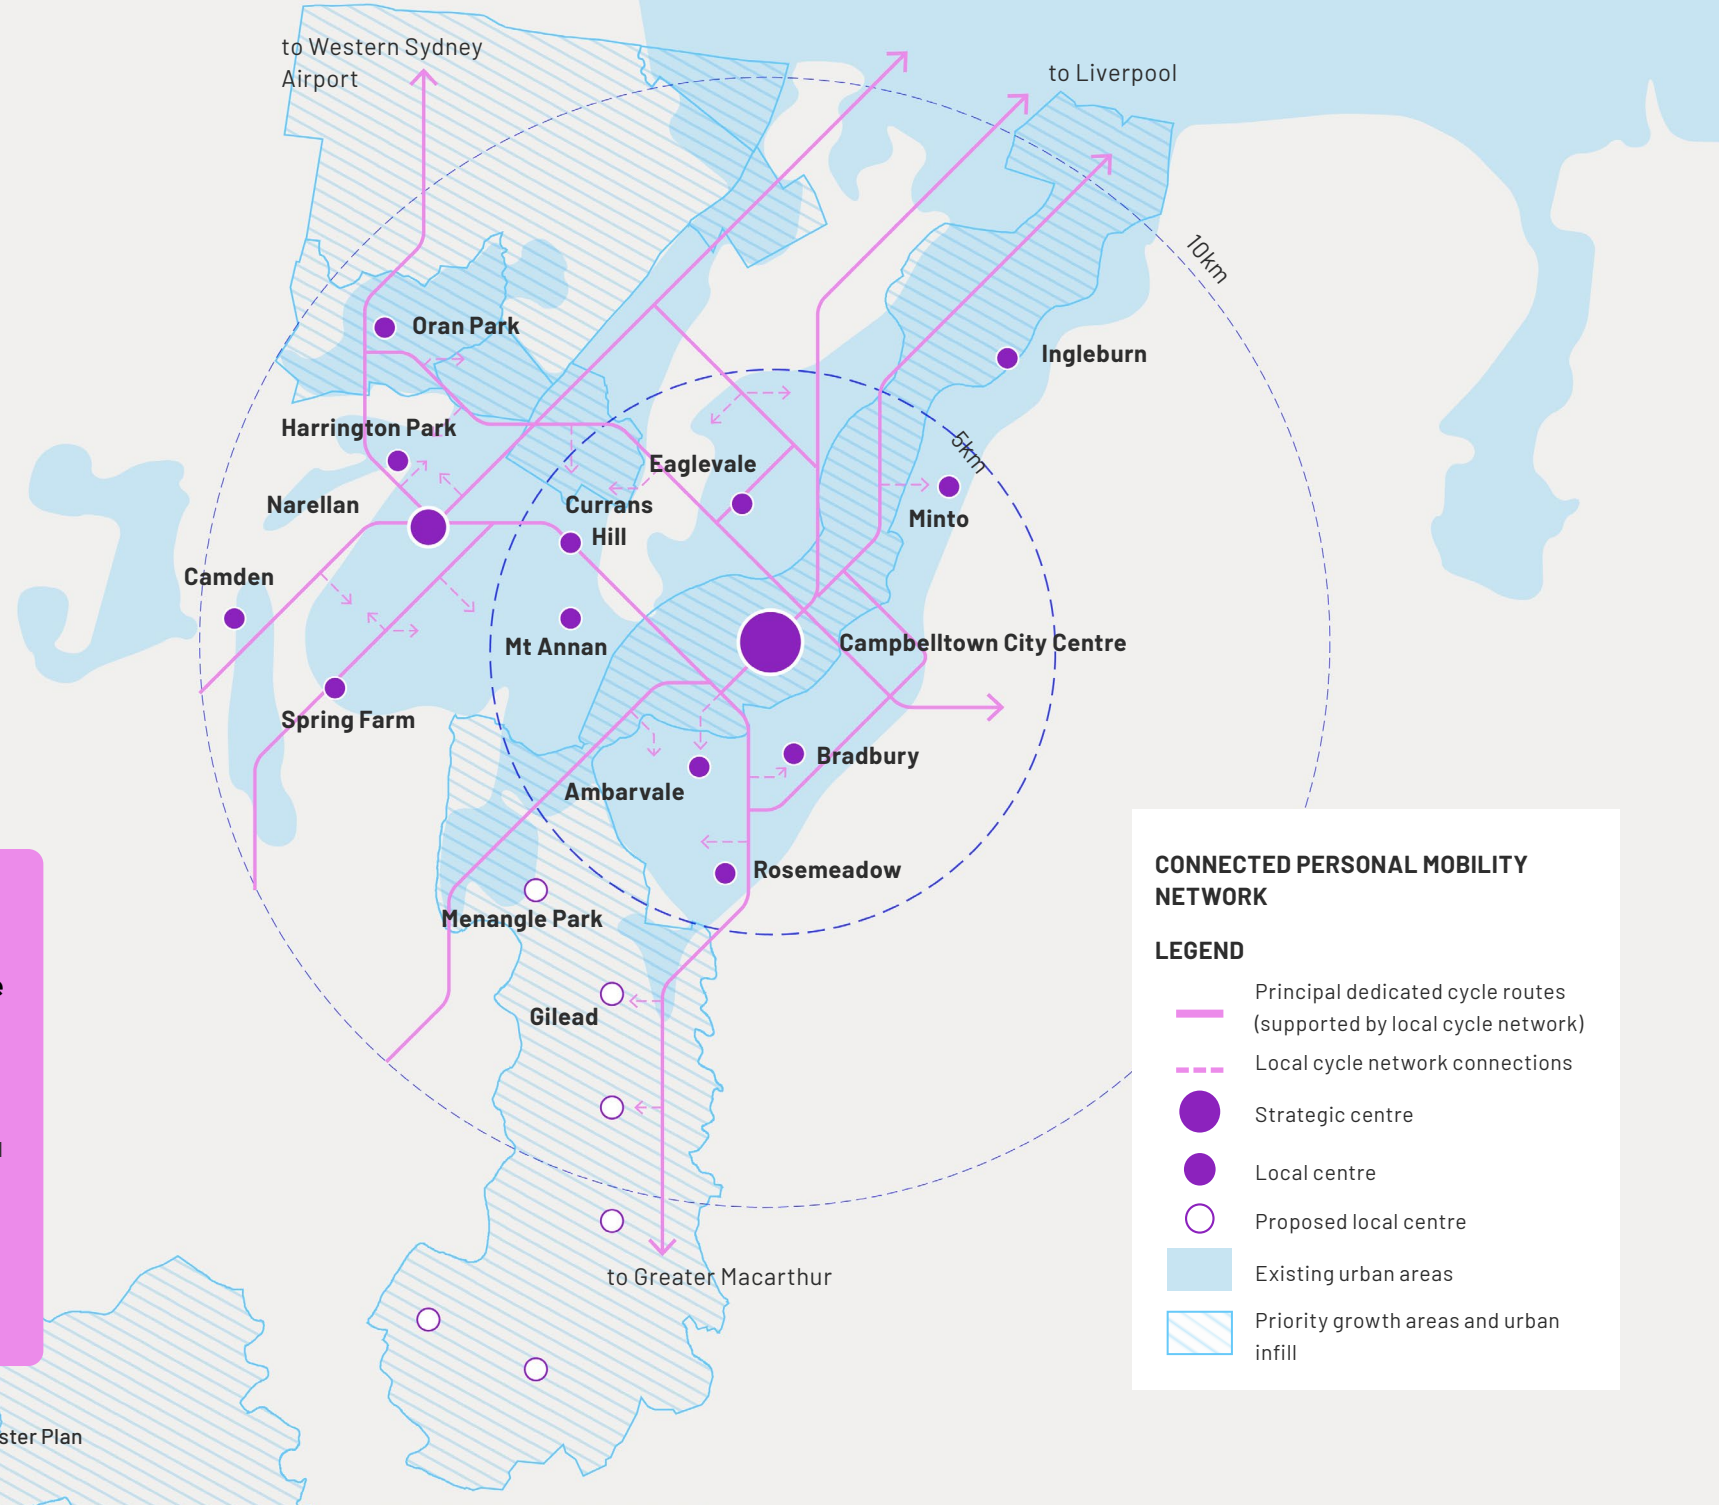 to Western Sydney
Airport
to Liverpool
10km
Oran Park
Ingleburn
Harrington Park
5km
Eaglevale
Narellan
Currans
Hill
Minto
Camden
Mt Annan
Campbelltown City Centre
Spring Farm
Bradbury
Ambarvale
Rosemeadow
Menangle Park
Gilead
to Greater Macarthur
ster Plan
CONNECTED PERSONAL MOBILITY
NETWORK
LEGEND
Principal dedicated cycle routes
(supported by local cycle network)
Local cycle network connections
Strategic centre
Local centre
Proposed local centre
Existing urban areas
Priority growth areas and urban
infill